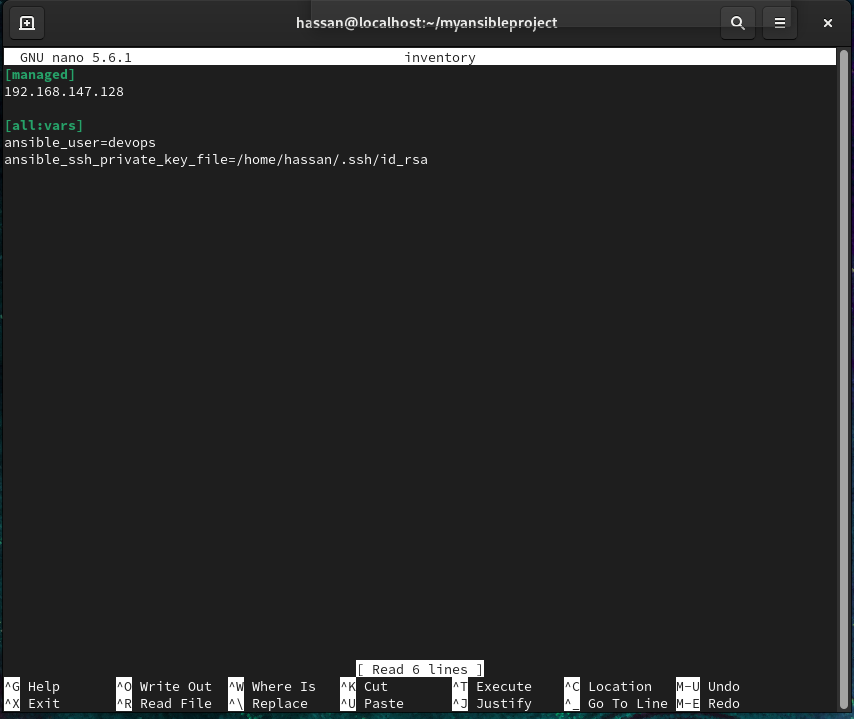 hassan@localhost:~/myansibleproject
GNU nano 5.6.1 inventory
[managed]
192.168.147.128
[all:vars]
ansible_user=devops
ansible_ssh_private_key_file=/home/hassan/.ssh/id_rsa
[ Read 6 lines ]
^G Help ^O Write Out ^W Where Is ^K Cut ^T Execute ^C Location M-U Undo
^X Exit ^R Read File ^\ Replace ^U Paste ^J Justify ^_ Go To Line M-E Redo